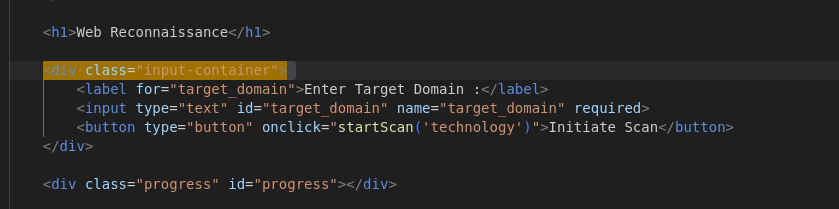 <h1>Web Reconnaissance</h1>
<div class="input-container">
<label for="target_domain">Enter Target Domain :</label>
<input type="text" id="target_domain" name="target_domain" required>
<button type="button" onclick="startScan('technology')">Initiate Scan</button>
</div>
<div class="progress" id="progress"></div>